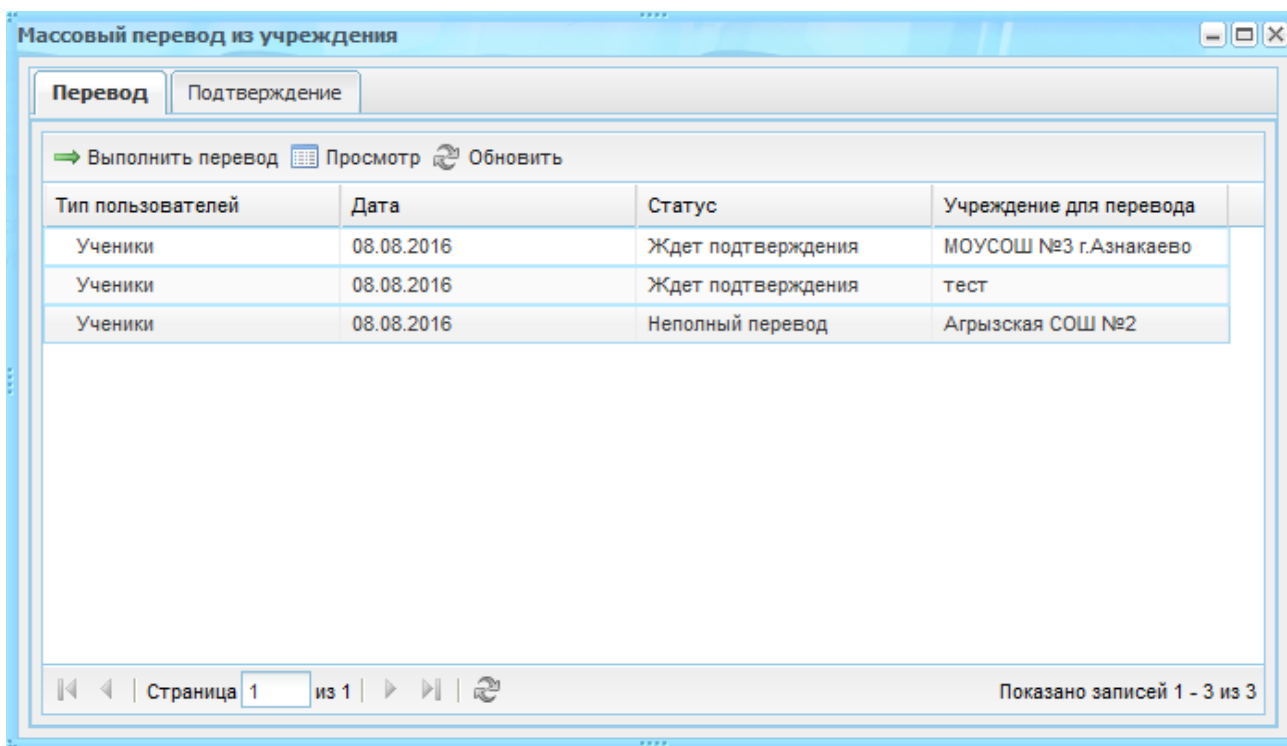 Массовый перевод из учреждения
Перевод Подтверждение
Выполнить перевод Просмотр Обновить
Тип пользователей Дата Статус Учреждение для перевода
Ученики 08.08.2016 Ждет подтверждения МОУСОШ №3 г.Азнакаево
Ученики 08.08.2016 Ждет подтверждения тест
Ученики 08.08.2016 Неполный перевод Агрызская СОШ №2
Страница 1 из 1 Показано записей 1 - 3 из 3